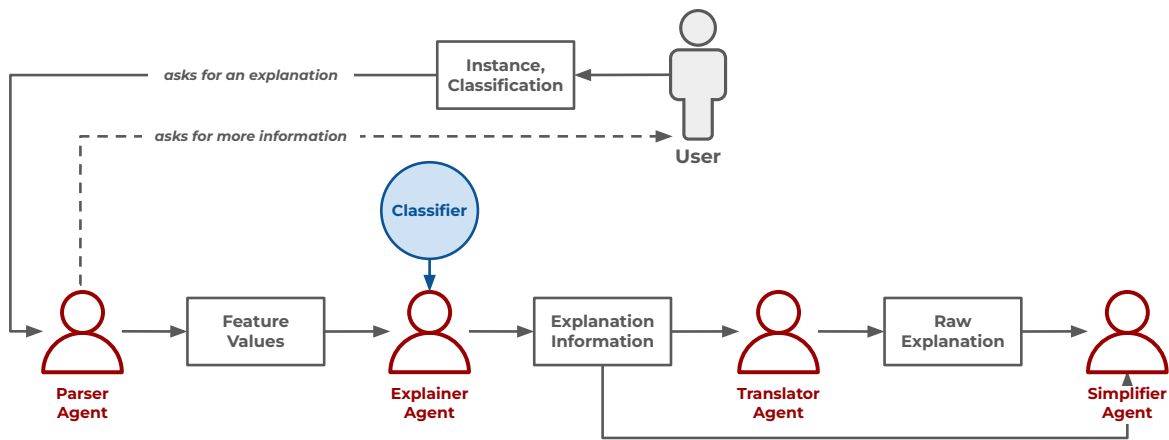 asks for an explanation
Instance,
Classification
asks for more information
User
Classifier
Feature
Values
Explanation
Information
Raw
Explanation
Parser
Agent
Explainer
Agent
Translator
Agent
Simplifier
Agent